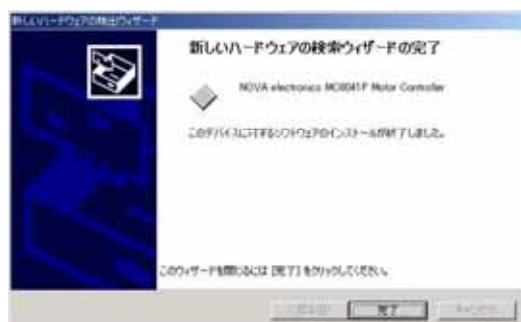 新しいハードウェアの検出ウィザード
新しいハードウェアの検索ウィザードの完了
NOVA electronics MC8041P Motor Controller
このデバイスに対するソフトウェアのインストールが終了しました。
このウィザードを閉じるには [完了] をクリックしてください。
完了